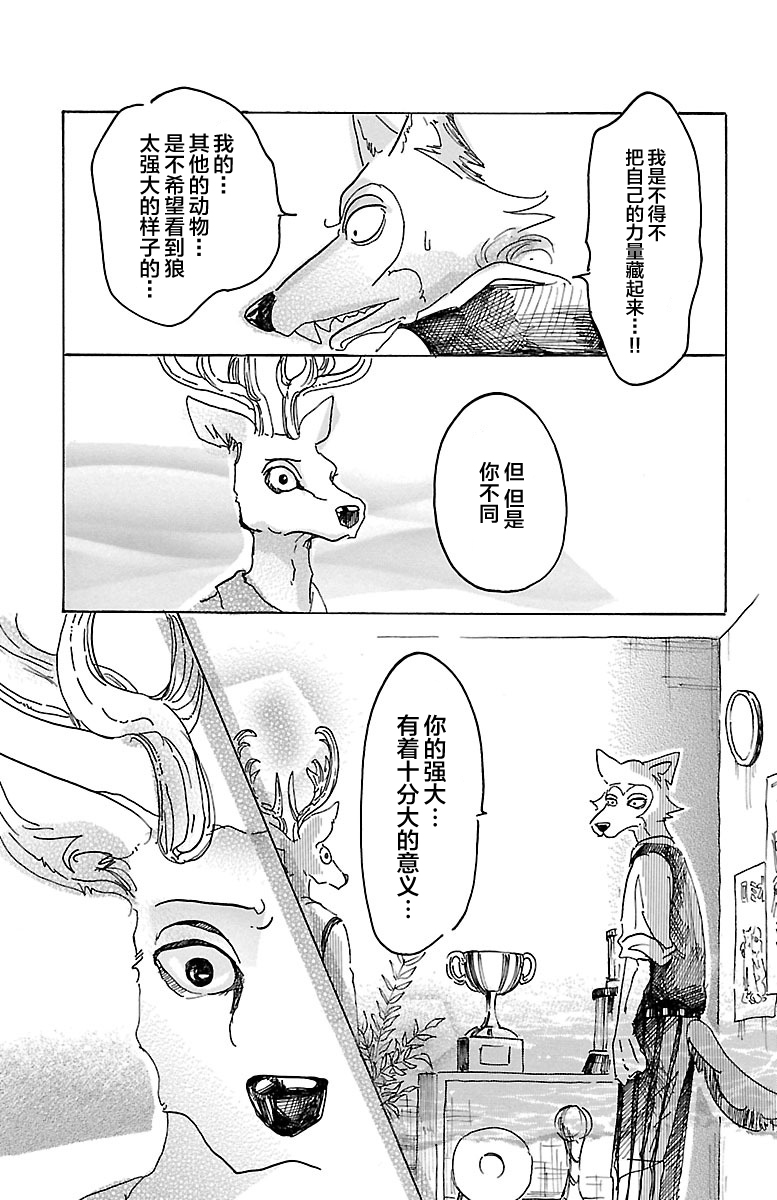 我是不得不
把自己的力量藏起来…!!
我的…
其他的动物…
是不希望看到狼
太强大的样子的…
但 但是
你不同
你的强大…
有着十分大的意义…